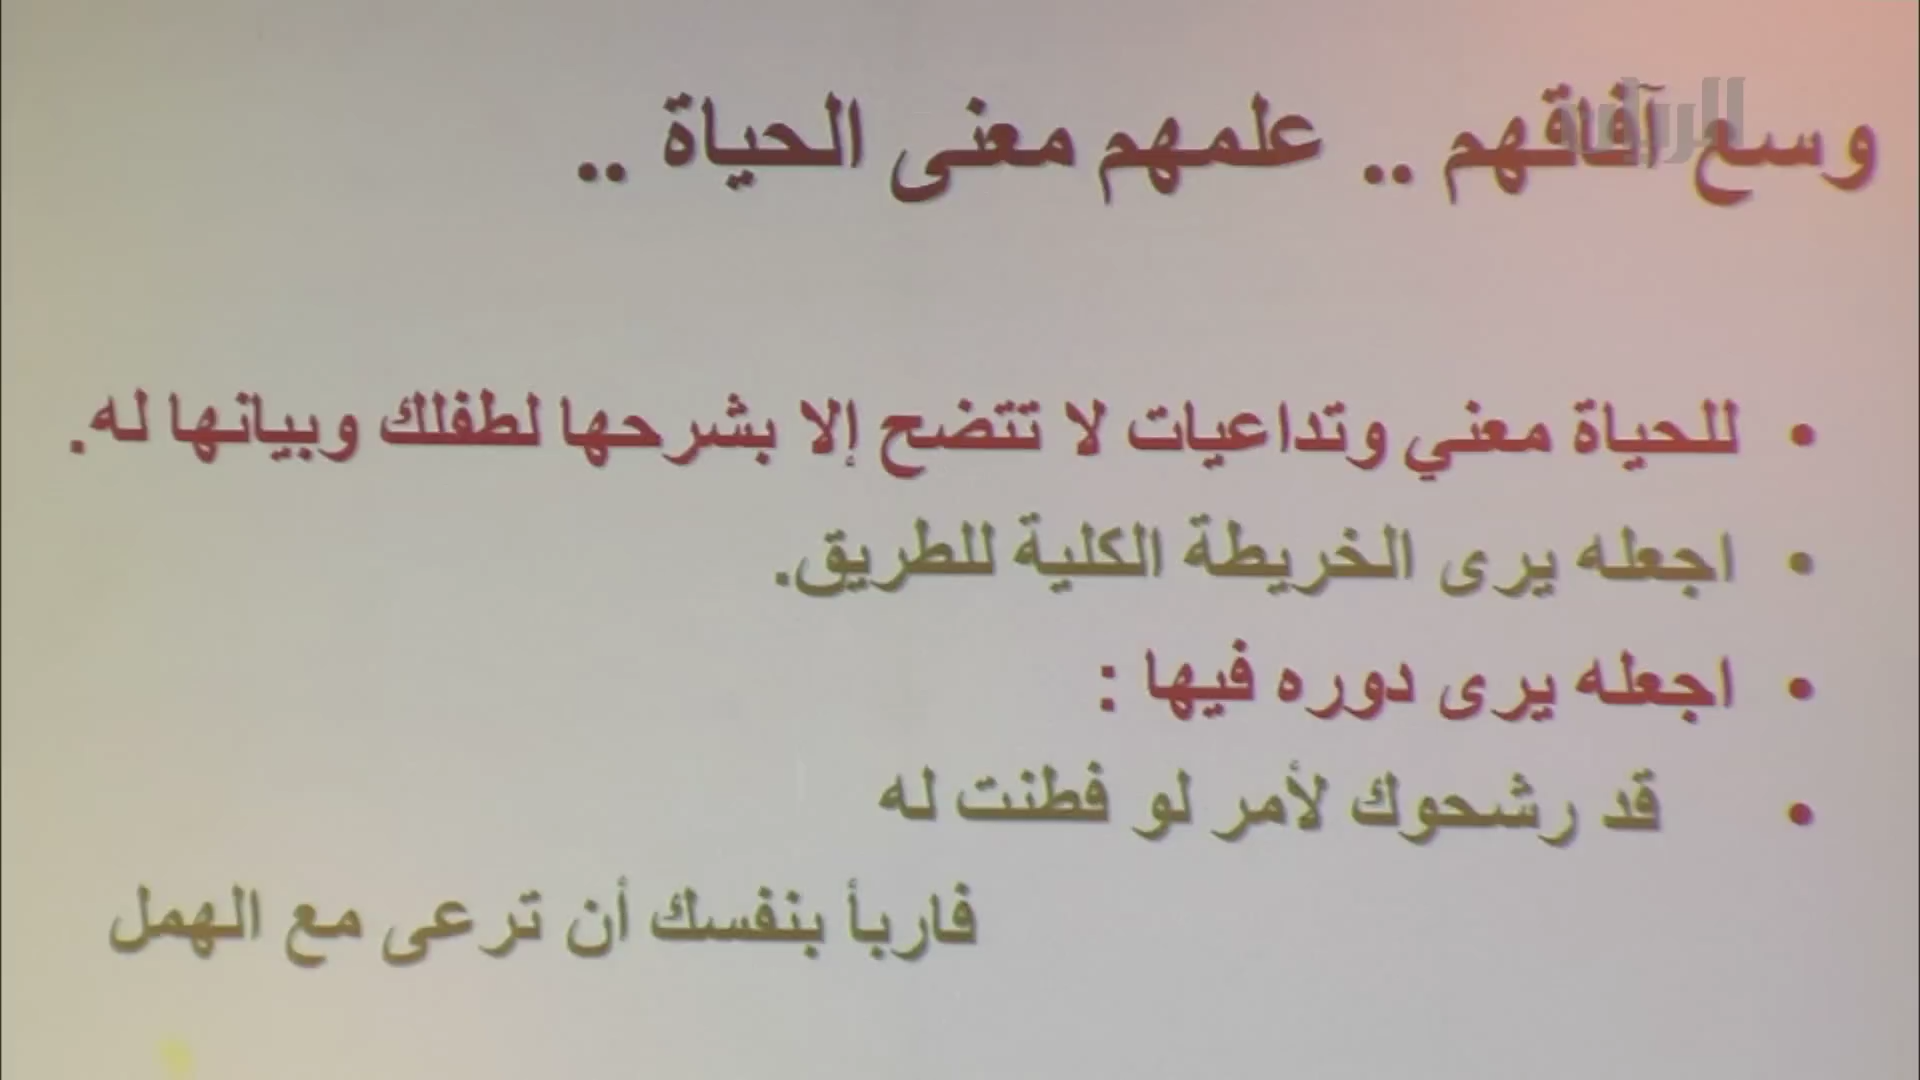 وسع آفاقهم .. علمهم معنى الحياة ..
• للحياة معني وتداعيات لا تتضح إلا بشرحها لطفلك وبيانها له.
• اجعله يرى الخريطة الكلية للطريق.
• اجعله يرى دوره فيها :
• قد رشحوك لأمر لو فطنت له
فاربأ بنفسك أن ترعى مع الهمل